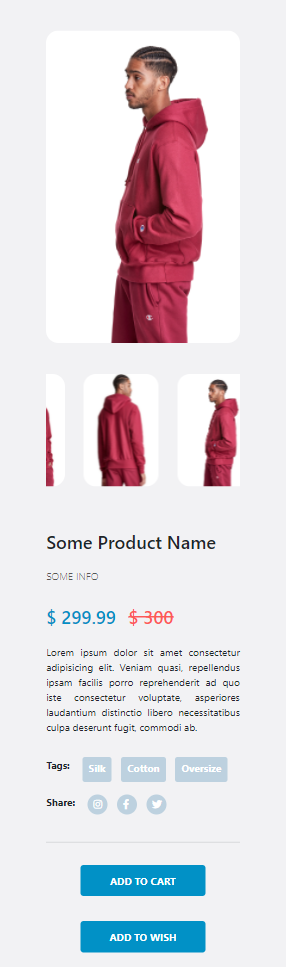 Some Product Name
SOME INFO
$ 299.99 $ 300
Lorem ipsum dolor sit amet consectetur
adipisicing elit. Veniam quasi, repellendus
ipsam facilis porro reprehenderit ad quo
iste consectetur voluptate, asperiores
laudantium distinctio libero necessitatibus
culpa deserunt fugit, commodi ab.
Tags: Silk Cotton Oversize
Share:
ADD TO CART
ADD TO WISH